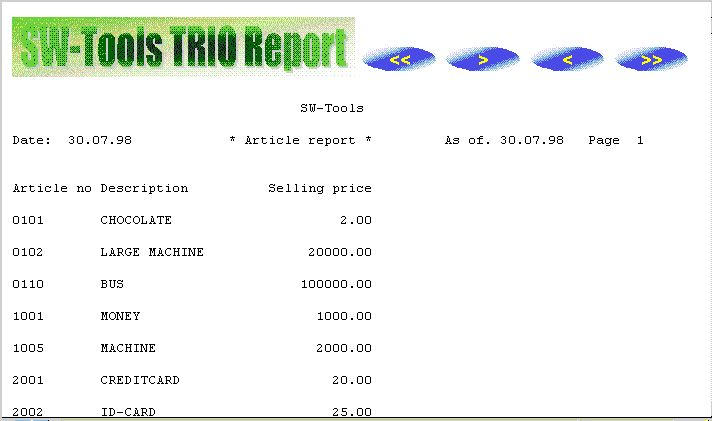 SW-Tools TRIO Report << > < >>
SW-Tools
Date: 30.07.98 * Article report * As of. 30.07.98 Page 1
Article no Description Selling price
0101 CHOCOLATE 2.00
0102 LARGE MACHINE 20000.00
0110 BUS 100000.00
1001 MONEY 1000.00
1005 MACHINE 2000.00
2001 CREDITCARD 20.00
2002 ID-CARD 25.00